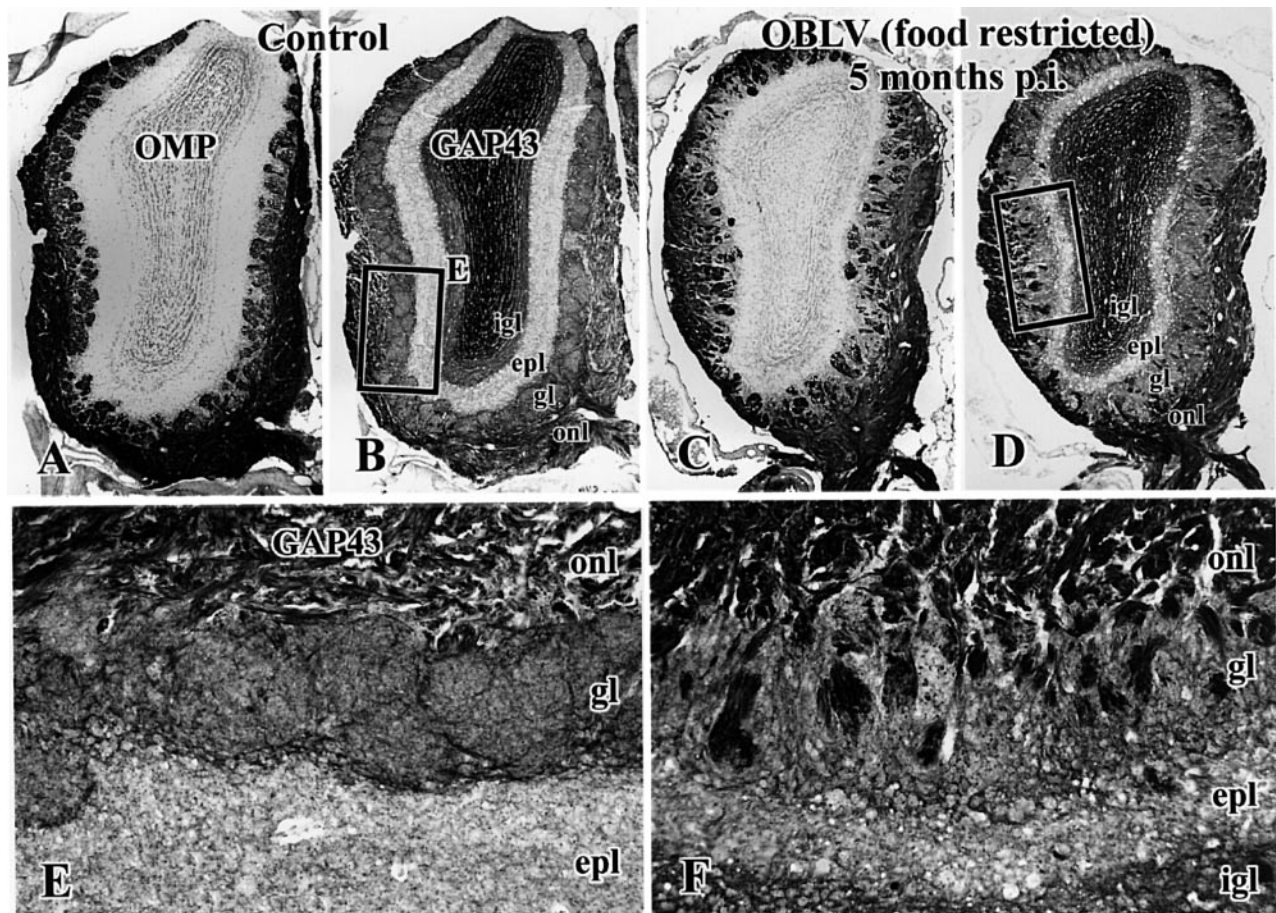 Control
OBLV (food restricted)
5 months p.i.
OMP
GAP43
E
igl
epl
gl
onl
igl
epl
gl
onl
A
B
C
D
GAP43
onl
gl
epl
E
onl
gl
epl
igl
F